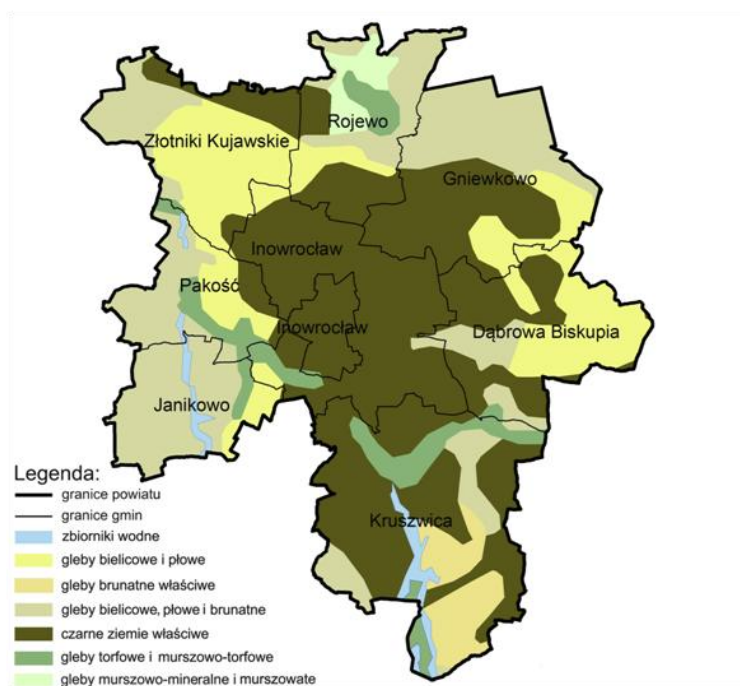 Rojewo
Złotniki Kujawskie
Gniewkowo
Inowrocław
Pakość
Inowrocław
Dąbrowa Biskupia
Janikowo
Kruszwica
Legenda:
granice powiatu
granice gmin
zbiorniki wodne
gleby bielicowe i płowe
gleby brunatne właściwe
gleby bielicowe, płowe i brunatne
czarne ziemie właściwe
gleby torfowe i murszowo-torfowe
gleby murszowo-mineralne i murszowate